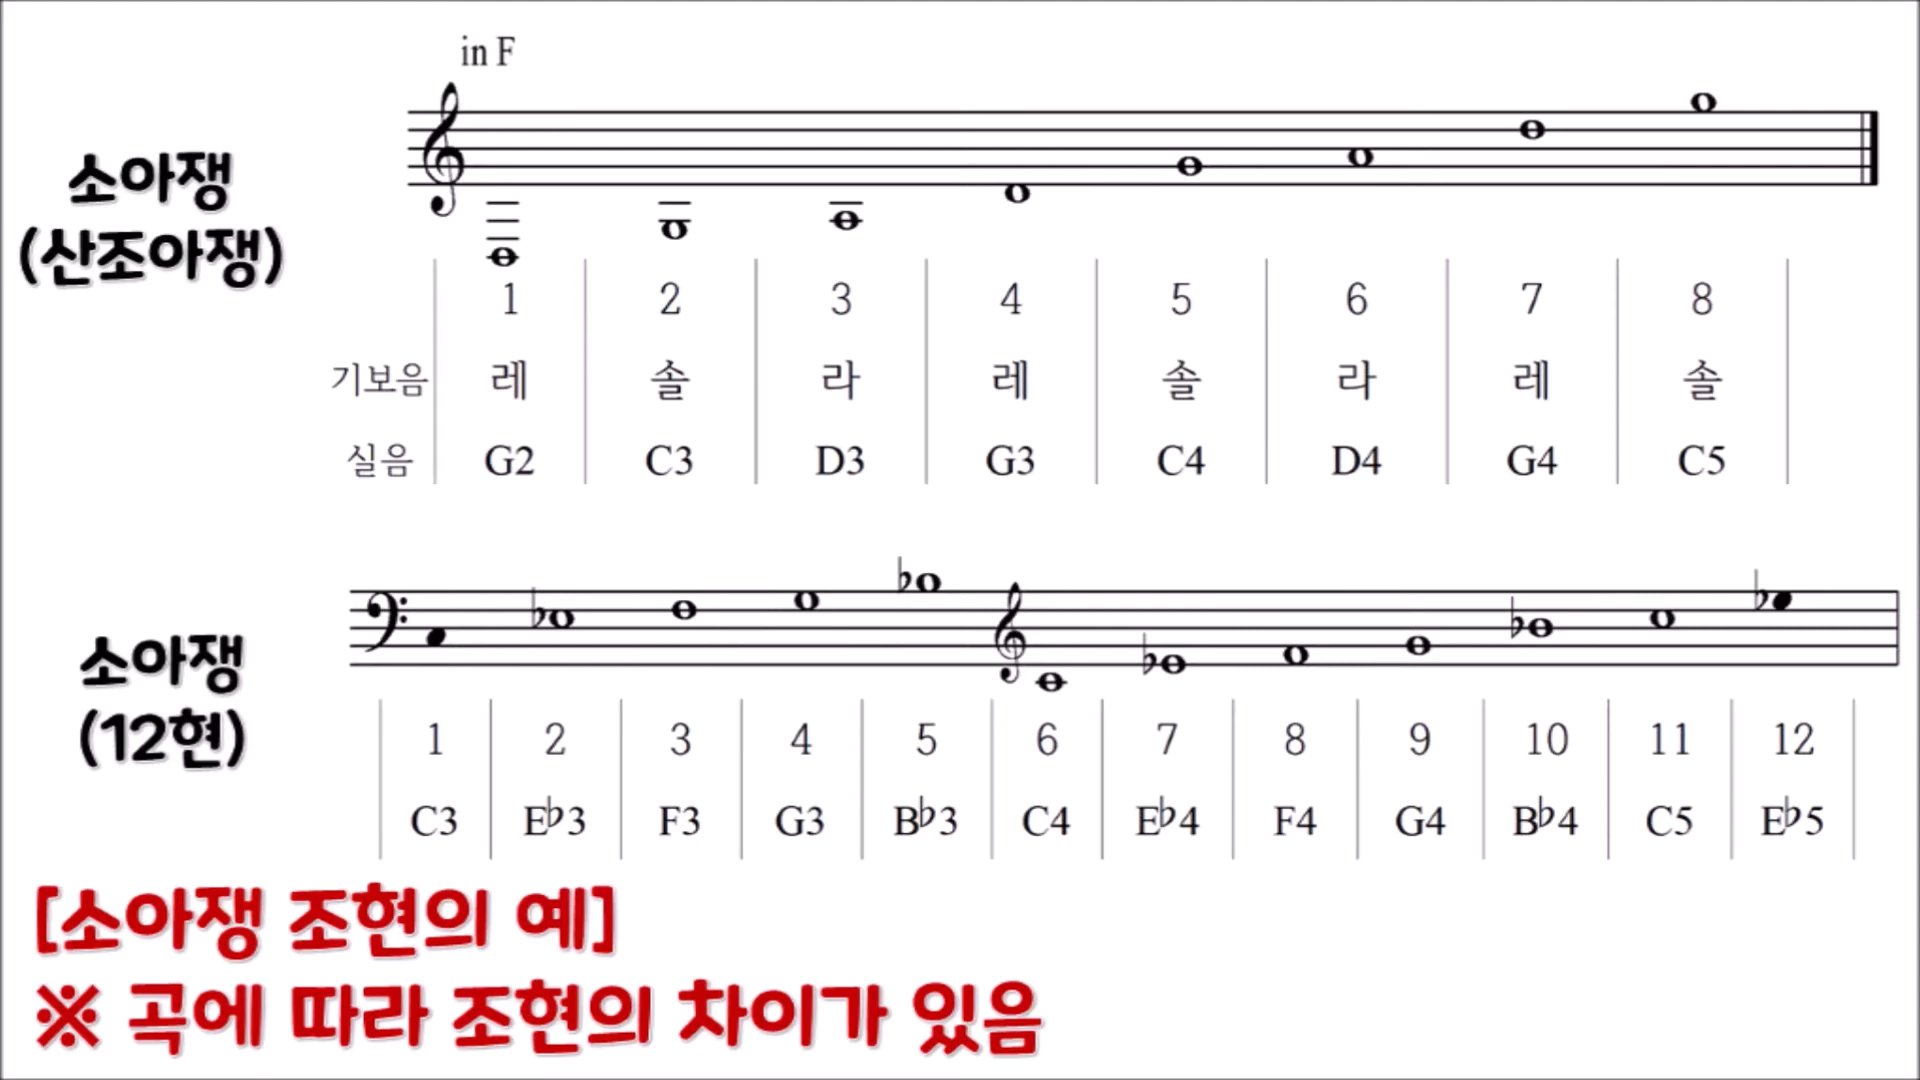 in F
소아쟁
(산조아쟁)
1 2 3 4 5 6 7 8
기보음 레 솔 라 레 솔 라 레 솔
실음 G2 C3 D3 G3 C4 D4 G4 C5
소아쟁
(12현)
1 2 3 4 5 6 7 8 9 10 11 12
C3 E♭3 F3 G3 B♭3 C4 E♭4 F4 G4 B♭4 C5 E♭5
[소아쟁 조현의 예]
※ 곡에 따라 조현의 차이가 있음